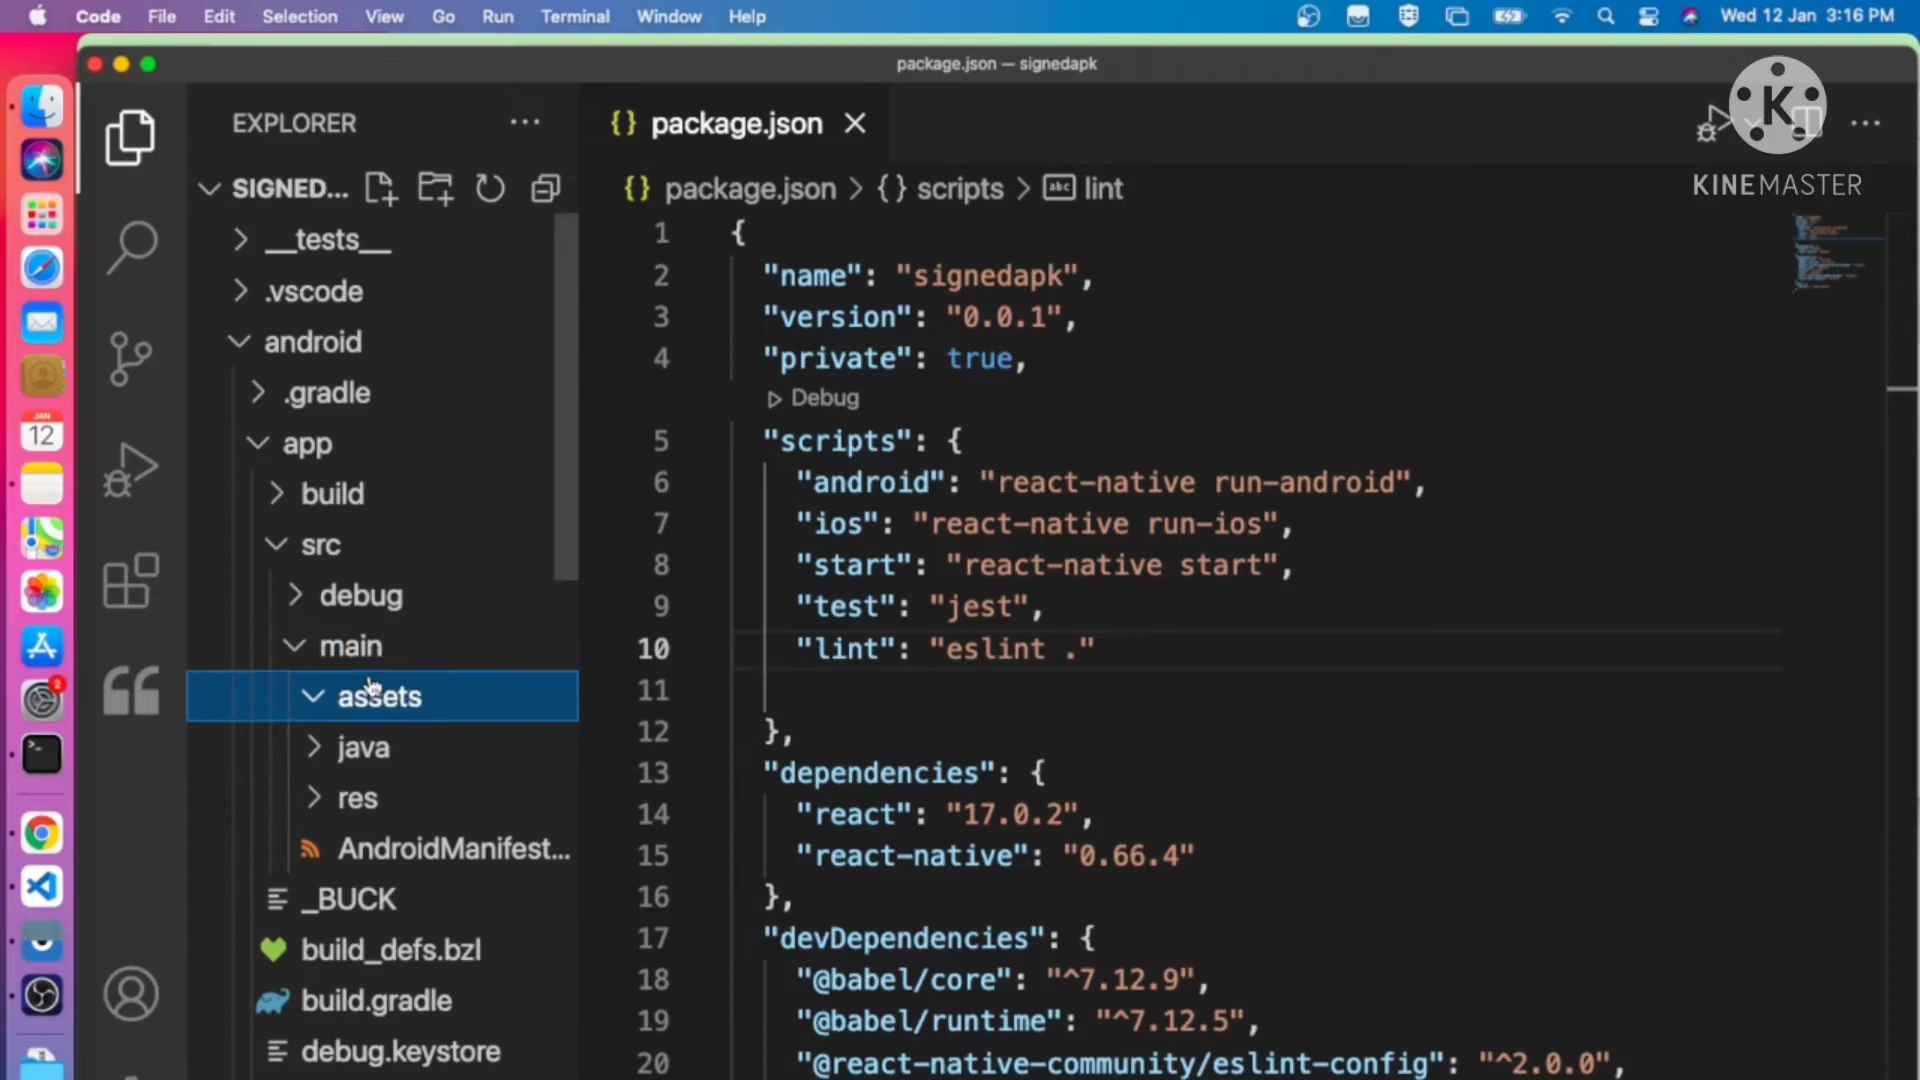 Code File Edit Selection View Go Run Terminal Window Help
Wed 12 Jan 3:16 PM
package.json — signedapk
KINEMASTER
K
JAN
12
2
EXPLORER
SIGNED...
__tests__
.vscode
android
.gradle
app
build
src
debug
main
assets
java
res
AndroidManifest...
_BUCK
build_defs.bzl
build.gradle
debug.keystore
{} package.json
{} package.json > {} scripts > abc lint
1 {
2 "name": "signedapk",
3 "version": "0.0.1",
4 "private": true,
Debug
5 "scripts": {
6 "android": "react-native run-android",
7 "ios": "react-native run-ios",
8 "start": "react-native start",
9 "test": "jest",
10 "lint": "eslint ."
11
12 },
13 "dependencies": {
14 "react": "17.0.2",
15 "react-native": "0.66.4"
16 },
17 "devDependencies": {
18 "@babel/core": "^7.12.9",
19 "@babel/runtime": "^7.12.5",
20 "@react-native-community/eslint-config": "^2.0.0",